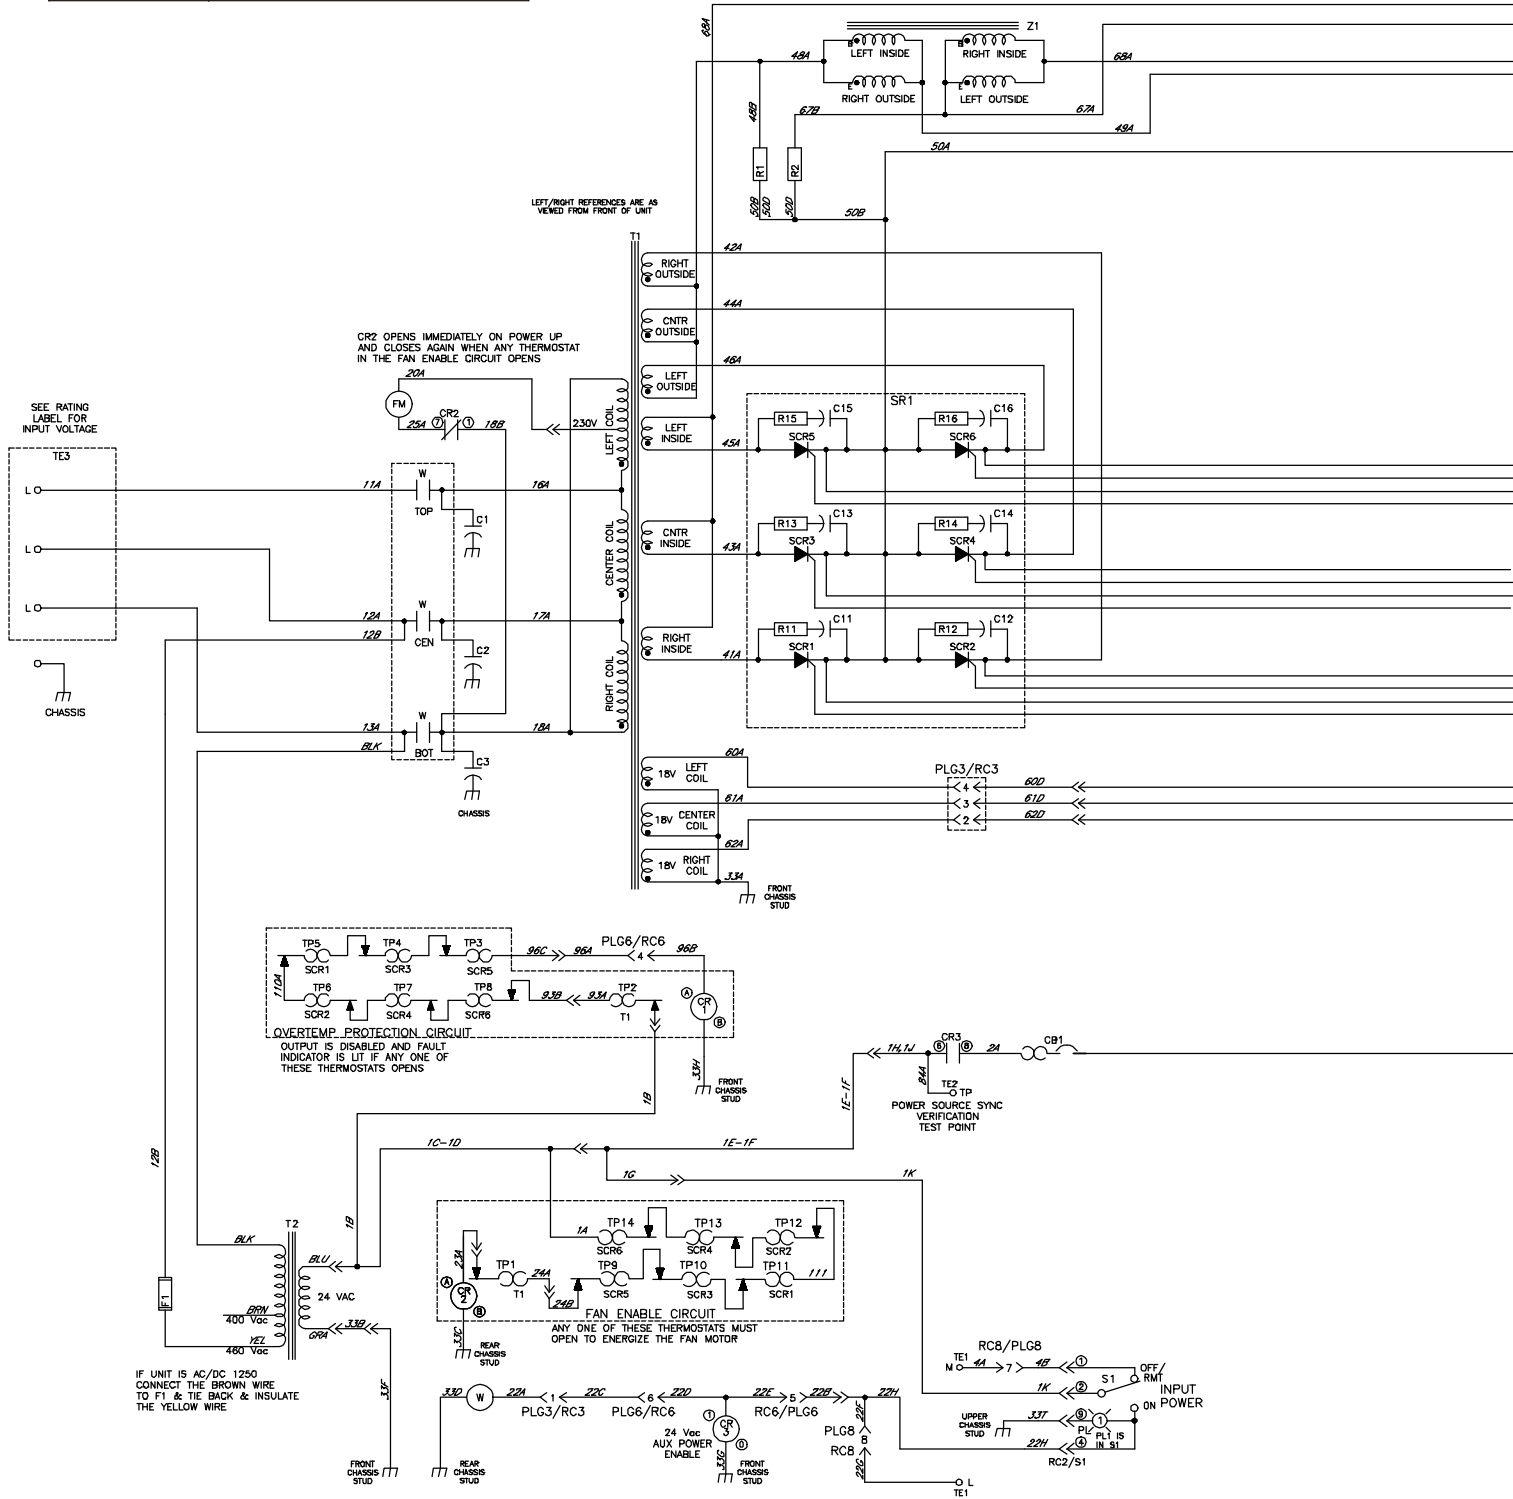 68A
Z1
B
B
LEFT INSIDE
RIGHT INSIDE
48A
68A
E
E
RIGHT OUTSIDE
LEFT OUTSIDE
48B
67B
67A
49A
50A
R1
R2
50B
50D
50D
50B
LEFT/RIGHT REFERENCES ARE AS
VIEWED FROM FRONT OF UNIT
T1
42A
RIGHT
OUTSIDE
44A
CNTR
OUTSIDE
CR2 OPENS IMMEDIATELY ON POWER UP
AND CLOSES AGAIN WHEN ANY THERMOSTAT
IN THE FAN ENABLE CIRCUIT OPENS
46A
LEFT
OUTSIDE
20A
FM
SEE RATING
LABEL FOR
INPUT VOLTAGE
CR2
25A
7
1
18B
230V
LEFT COIL
LEFT
INSIDE
45A
SR1
R15
C15
R16
C16
SCR5
SCR6
TE3
L
11A
W
TOP
16A
C1
L
CENTER COIL
CNTR
INSIDE
43A
R13
C13
R14
C14
SCR3
SCR4
L
12A
12B
W
CEN
17A
C2
RIGHT
INSIDE
41A
R11
C11
R12
C12
SCR1
SCR2
CHASSIS
RIGHT COIL
13A
BLK
W
BOT
18A
C3
CHASSIS
60A
18V
LEFT
COIL
61A
18V
CENTER
COIL
62A
18V
RIGHT
COIL
33A
FRONT
CHASSIS
STUD
PLG3/RC3
4
60D
3
61D
2
62D
TP5
TP4
TP3
96C
96A
PLG6/RC6
4
96B
SCR1
SCR3
SCR5
110A
TP6
TP7
TP8
93B
93A
TP2
A
CR
1
B
SCR2
SCR4
SCR6
T1
OVERTEMP PROTECTION CIRCUIT
OUTPUT IS DISABLED AND FAULT
INDICATOR IS LIT IF ANY ONE OF
THESE THERMOSTATS OPENS
33H
FRONT
CHASSIS
STUD
1B
1H,1J
6
CR3
8
2A
CB1
84A
TE2
TP
POWER SOURCE SYNC
VERIFICATION
TEST POINT
1E-1F
1C-1D
1E-1F
1G
1K
12B
T2
1B
BLK
BLU
24 VAC
F1
BRN
400 Vac
YEL
460 Vac
GRA
33B
33F
IF UNIT IS AC/DC 1250
CONNECT THE BROWN WIRE
TO F1 & TIE BACK & INSULATE
THE YELLOW WIRE
FRONT
CHASSIS
STUD
1A
TP14
TP13
TP12
SCR6
SCR4
SCR2
23A
TP1
24A
TP9
TP10
TP11
111
T1
24B
SCR5
SCR3
SCR1
A
CR
2
B
FAN ENABLE CIRCUIT
ANY ONE OF THESE THERMOSTATS MUST
OPEN TO ENERGIZE THE FAN MOTOR
33C
REAR
CHASSIS
STUD
33D
W
22A
1
22C
6
22D
22E
5
22B
22H
PLG3/RC3
PLG6/RC6
RC6/PLG6
24 Vac
AUX POWER
ENABLE
1
CR
3
0
33G
22F
PLG8
8
RC8
22G
REAR
CHASSIS
STUD
FRONT
CHASSIS
STUD
L
TE1
RC8/PLG8
TE1
M
4A
7
4B
1
OFF/
RMT
1K
2
S1
INPUT
POWER
ON
UPPER
CHASSIS
STUD
33T
9
PL
1
PL1 IS
IN S1
22H
4
RC2/S1